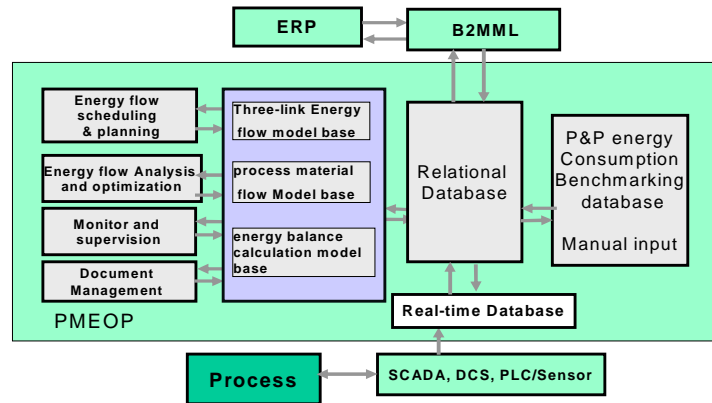 ERP
B2MML
Energy flow
scheduling
& planning
Energy flow Analysis
and optimization
Monitor and
supervision
Document
Management
Three-link Energy
flow model base
process material
flow Model base
energy balance
calculation model
base
Relational
Database
P&P energy
Consumption
Benchmarking
database
Manual input
Real-time Database
PMEOP
Process
SCADA, DCS, PLC/Sensor